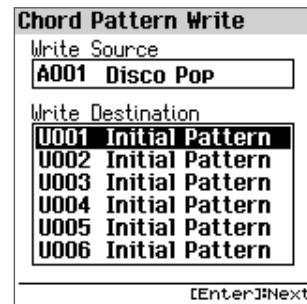 Chord Pattern Write
Write Source
A001 Disco Pop
Write Destination
U001 Initial Pattern
U002 Initial Pattern
U003 Initial Pattern
U004 Initial Pattern
U005 Initial Pattern
U006 Initial Pattern
[Enter]:Next